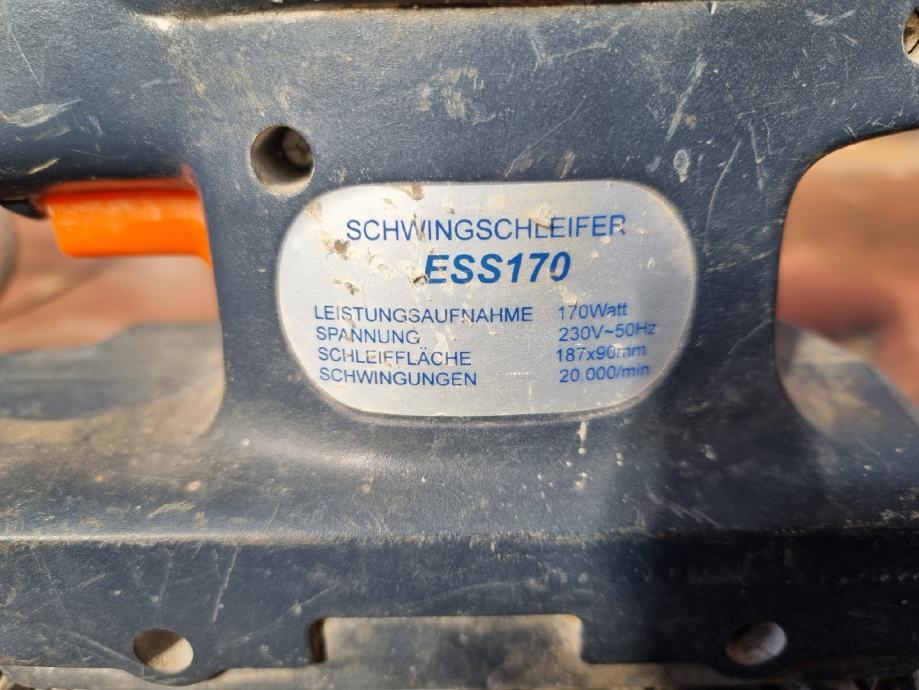 SCHWINGSCHLEIFER
ESS170
LEISTUNGSAUFNAHME 170Watt
SPANNUNG 230V~50Hz
SCHLEIFFLÄCHE 187x90mm
SCHWINGUNGEN 20.000/min